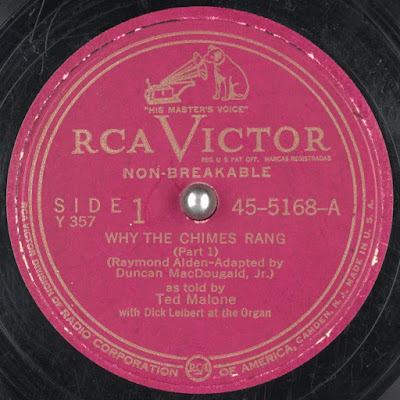 "HIS MASTER'S VOICE"
RCA VICTOR
REG. U. S. PAT. OFF. MARCAS REGISTRADAS
NON-BREAKABLE
SIDE 1 45-5168-A
Y 357
WHY THE CHIMES RANG
(Part 1)
(Raymond Alden-Adapted by
Duncan MacDougald, Jr.)
as told by
Ted Malone
with Dick Leibert at the Organ
RCA VICTOR DIVISION OF RADIO CORPORATION OF AMERICA, CAMDEN, N. J. MADE IN U. S. A.
RCA